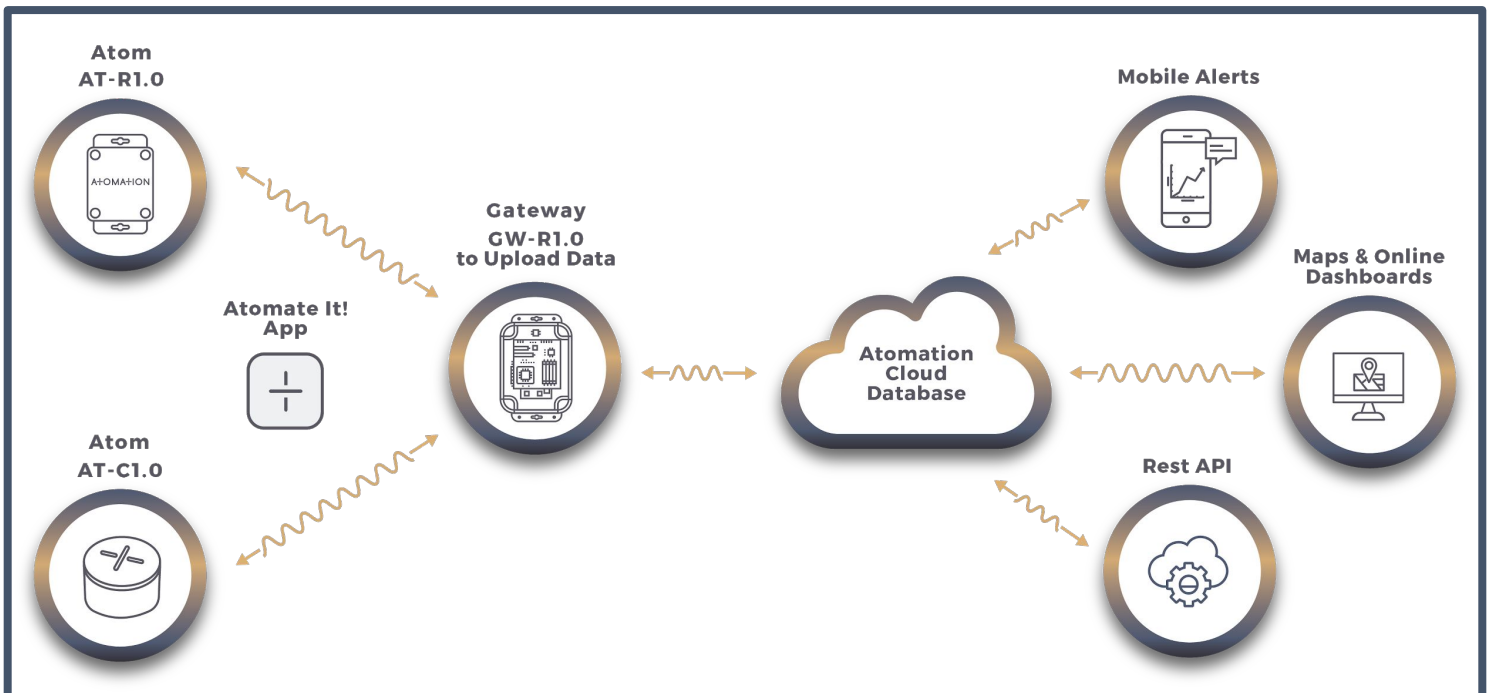 Atom
AT-R1.0
ATOMATION
Gateway
GW-R1.0
to Upload Data
Atomate It!
App
Atom
AT-C1.0
Atomation
Cloud
Database
Mobile Alerts
Maps & Online
Dashboards
Rest API